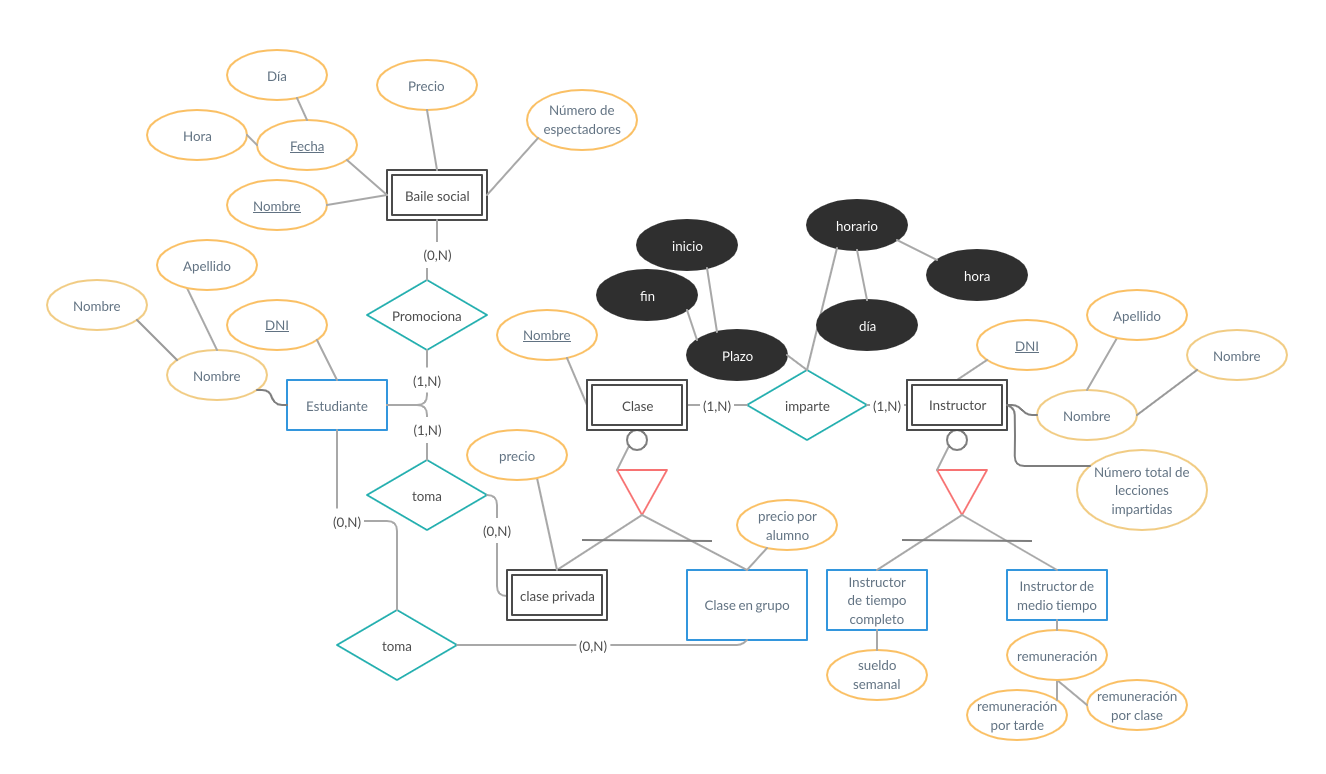 Día
Precio
Número de
espectadores
Hora
Fecha
Baile social
Nombre
horario
inicio
(0,N)
Apellido
hora
fin
Nombre
Promociona
DNI
Nombre
día
Apellido
DNI
Plazo
Nombre
Nombre
(1,N)
Estudiante
Clase
(1,N)
imparte
(1,N)
Instructor
Nombre
(1,N)
precio
Número total de
lecciones
impartidas
toma
precio por
alumno
(0,N)
(0,N)
clase privada
Clase en grupo
Instructor
de tiempo
completo
Instructor de
medio tiempo
toma
(0,N)
sueldo
semanal
remuneración
remuneración
por tarde
remuneración
por clase